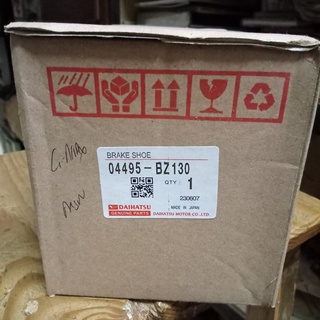 BRAKE SHOE
04495-BZ130
QTY : 1
230607
DAIHATSU
GENUINE PARTS
MADE IN JAPAN
DAIHATSU MOTOR CO.,LTD.